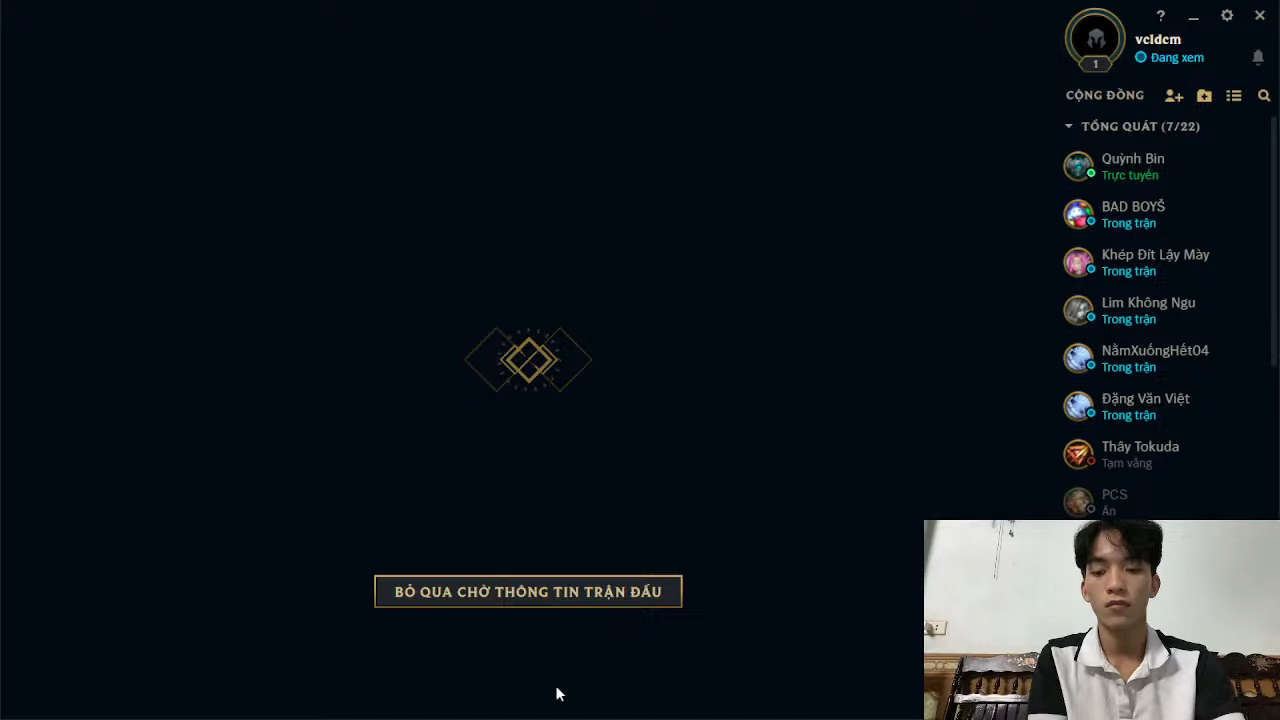 ?
vcldcm
Đang xem
1
CỘNG ĐỒNG
TỔNG QUÁT (7/22)
Quỳnh Bin
Trực tuyến
BAD BOYŠ
Trong trận
Khép Đít Lậy Mày
Trong trận
Lim Không Ngu
Trong trận
NằmXuốngHết04
Trong trận
Đặng Văn Việt
Trong trận
Thây Tokuda
Tạm vắng
PCS
Ẩn
BỎ QUA CHỜ THÔNG TIN TRẬN ĐẤU